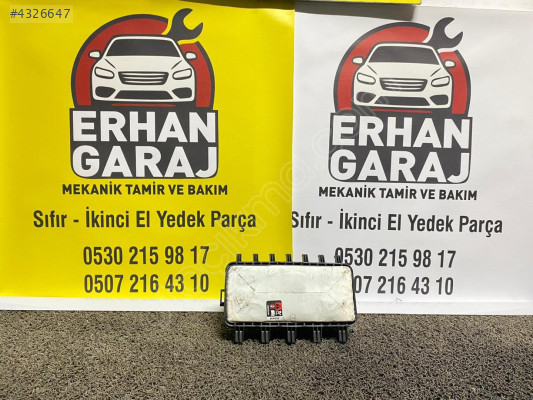 #4326647
ERHAN
GARAJ
MEKANİK TAMİR VE BAKIM
Sıfır - İkinci El Yedek Parça
0530 215 98 17
0507 216 43 10
ERHAN
GARAJ
MEKANİK TAMİR VE BAKIM
Sıfır - İkinci El Yedek Parça
0530 215 98 17
0507 216 43 10